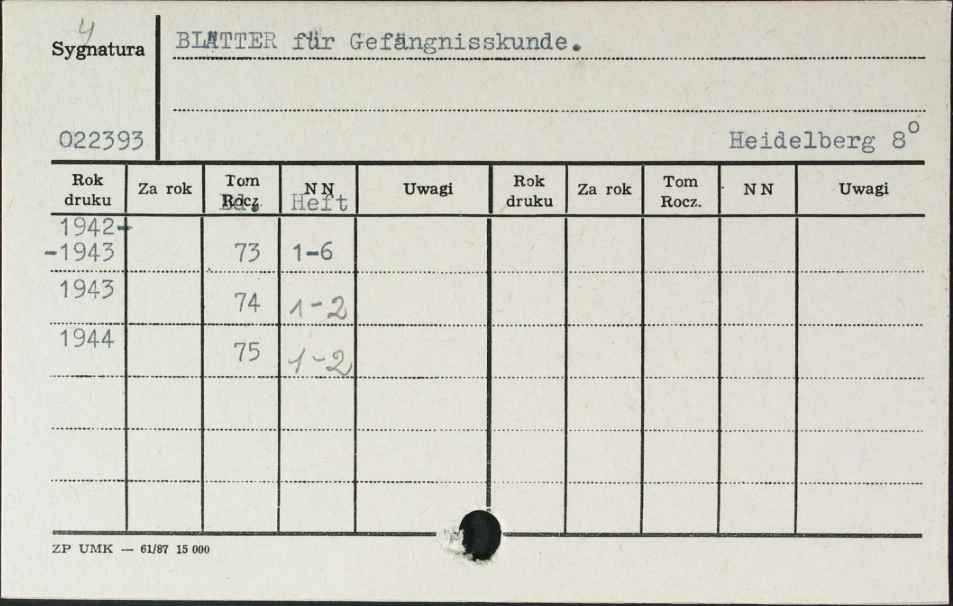 4
Sygnatura
BLÄTTER für Gefängnisskunde.
022393
Heidelberg 8°
Rok druku Za rok Tom Rocz. Bd. NN Heft Uwagi Rok druku Za rok Tom Rocz. NN Uwagi
1942-
-1943 73 1-6
1943 74 1-2
1944 75 1-2
ZP UMK — 61/87 15 000